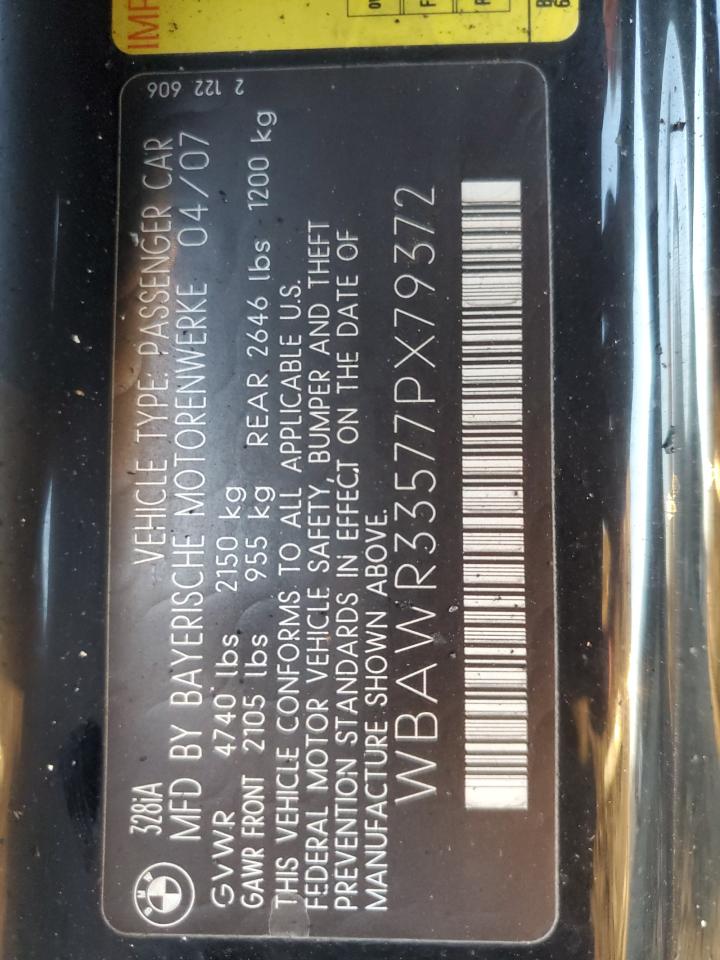 BMW
328iA VEHICLE TYPE: PASSENGER CAR 2 122 606
MFD BY BAYERISCHE MOTORENWERKE 04/07
GVWR 4740 lbs 2150 kg
GAWR FRONT 2105 lbs 955 kg REAR 2646 lbs 1200 kg
THIS VEHICLE CONFORMS TO ALL APPLICABLE U.S.
FEDERAL MOTOR VEHICLE SAFETY, BUMPER AND THEFT
PREVENTION STANDARDS IN EFFECT ON THE DATE OF
MANUFACTURE SHOWN ABOVE.
WBAWR33577PX79372